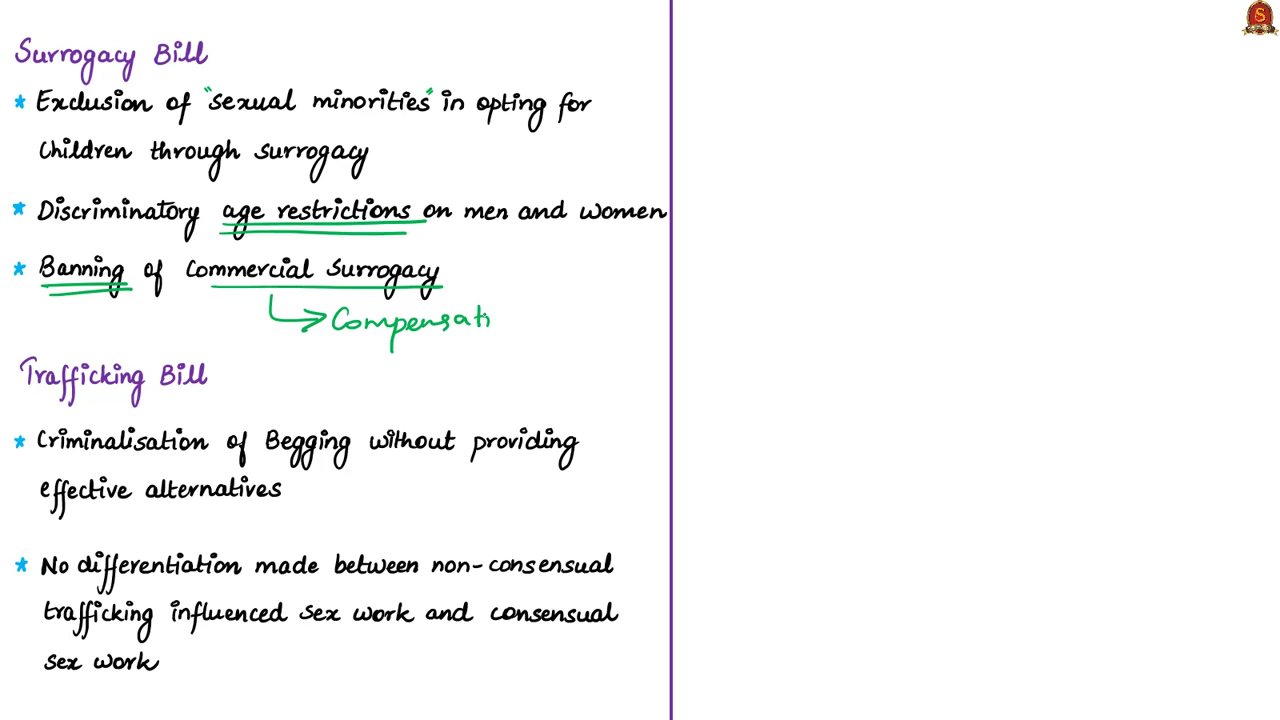 Surrogacy Bill
* Exclusion of "sexual minorities" in opting for
children through surrogacy
* Discriminatory age restrictions on men and women
* Banning of Commercial Surrogacy
Compensati
Trafficking Bill
* Criminalisation of Begging without providing
effective alternatives
* No differentiation made between non-consensual
trafficking influenced sex work and consensual
sex work
S